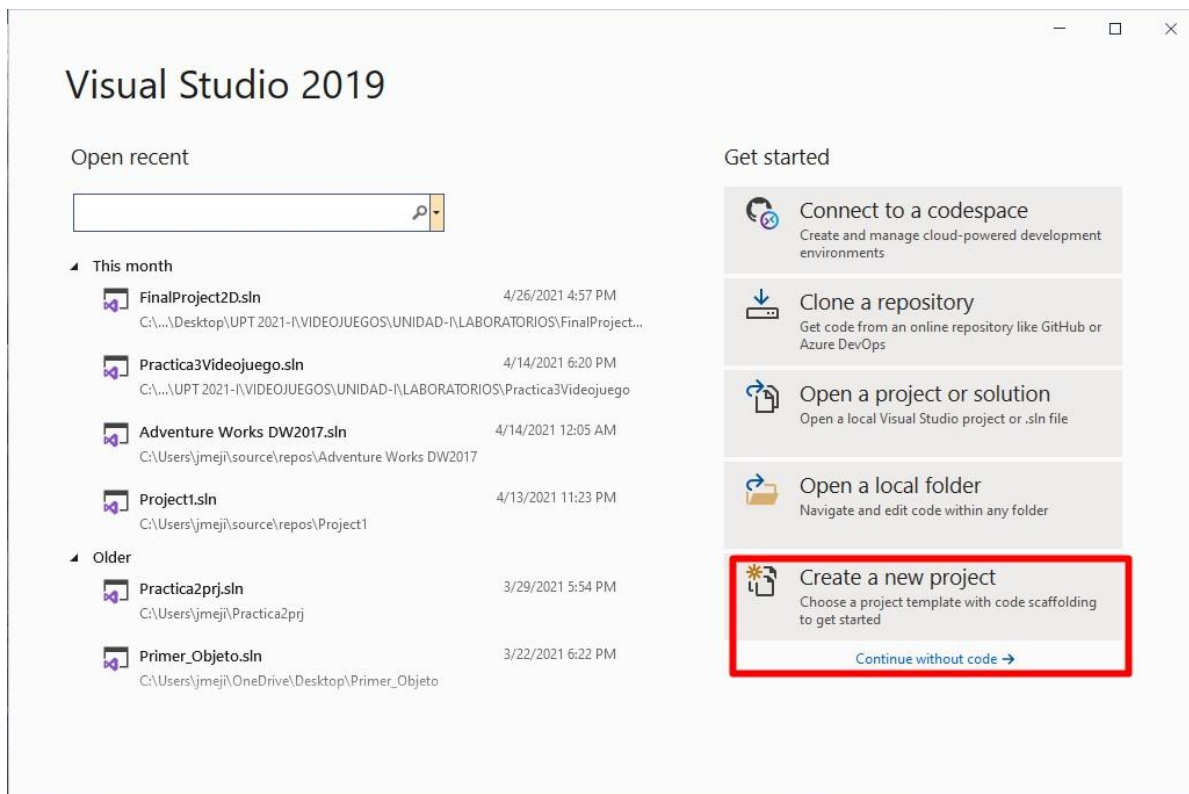 Visual Studio 2019
Open recent
This month
FinalProject2D.sln
4/26/2021 4:57 PM
C:\...\Desktop\UPT 2021-I\VIDEOJUEGOS\UNIDAD-I\LABORATORIOS\FinalProject...
Practica3Videojuego.sln
4/14/2021 6:20 PM
C:\...\UPT 2021-I\VIDEOJUEGOS\UNIDAD-I\LABORATORIOS\Practica3Videojuego
Adventure Works DW2017.sln
4/14/2021 12:05 AM
C:\Users\jmeji\source\repos\Adventure Works DW2017
Project1.sln
4/13/2021 11:23 PM
C:\Users\jmeji\source\repos\Project1
Older
Practica2prj.sln
3/29/2021 5:54 PM
C:\Users\jmeji\Practica2prj
Primer_Objeto.sln
3/22/2021 6:22 PM
C:\Users\jmeji\OneDrive\Desktop\Primer_Objeto
Get started
Connect to a codespace
Create and manage cloud-powered development
environments
Clone a repository
Get code from an online repository like GitHub or
Azure DevOps
Open a project or solution
Open a local Visual Studio project or .sln file
Open a local folder
Navigate and edit code within any folder
Create a new project
Choose a project template with code scaffolding
to get started
Continue without code →